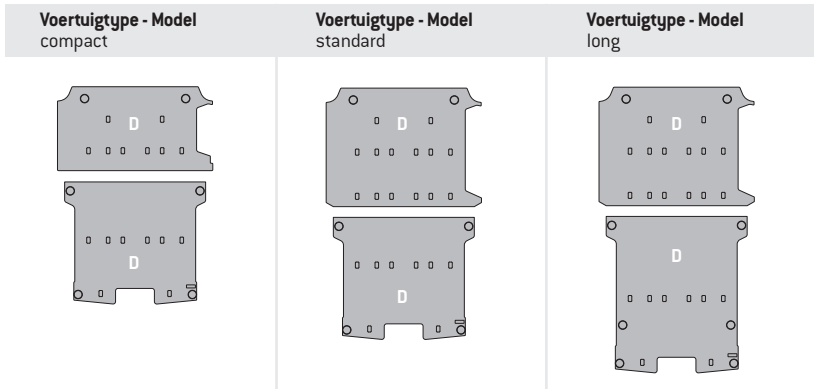 Voertuigtype - Model
compact
Voertuigtype - Model
standard
Voertuigtype - Model
long
D
D
D
D
D
D